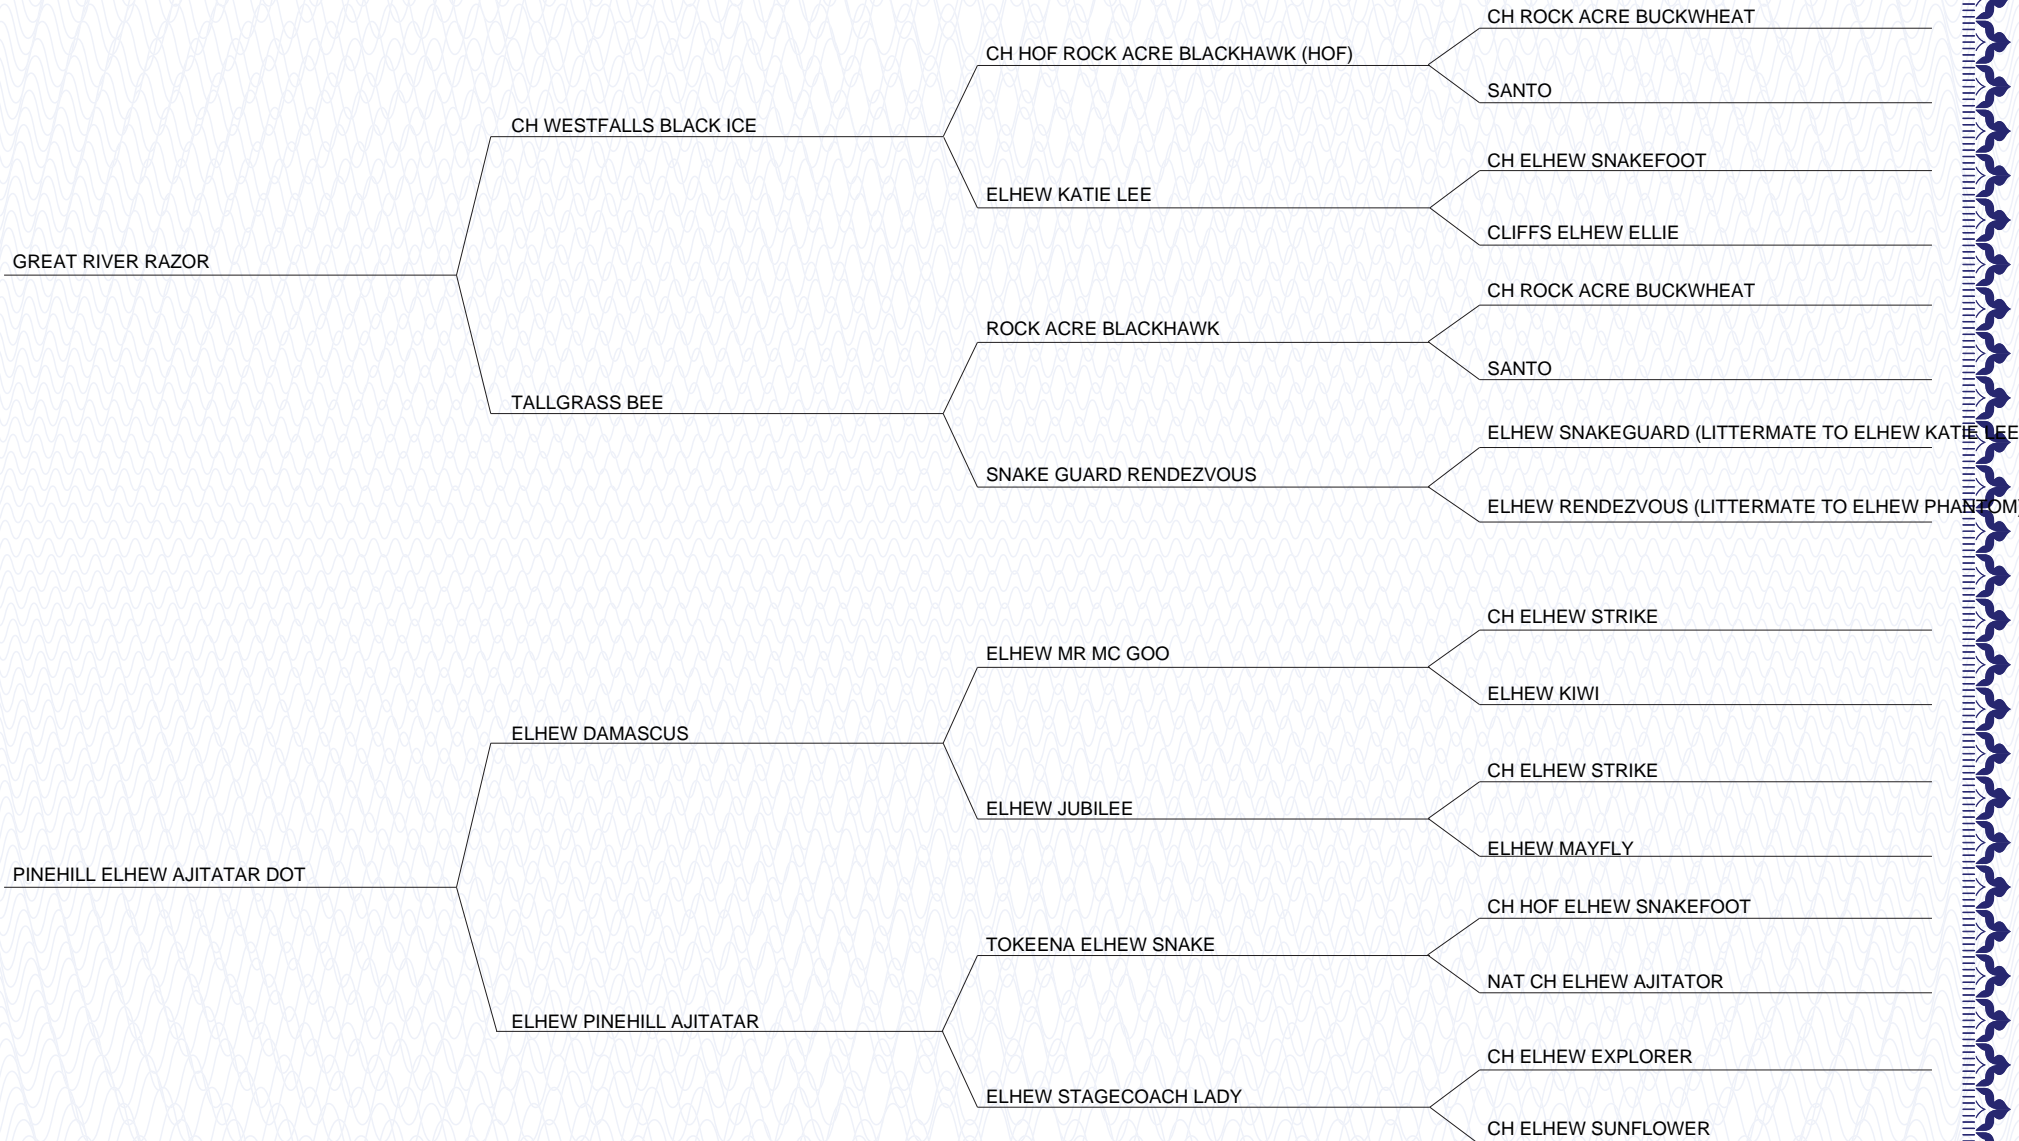 CH ROCK ACRE BUCKWHEAT
CH HOF ROCK ACRE BLACKHAWK (HOF)
SANTO
CH WESTFALLS BLACK ICE
CH ELHEW SNAKEFOOT
ELHEW KATIE LEE
CLIFFS ELHEW ELLIE
GREAT RIVER RAZOR
CH ROCK ACRE BUCKWHEAT
ROCK ACRE BLACKHAWK
SANTO
TALLGRASS BEE
ELHEW SNAKEGUARD (LITTERMATE TO ELHEW KATIE LEE
SNAKE GUARD RENDEZVOUS
ELHEW RENDEZVOUS (LITTERMATE TO ELHEW PHANTOM)
CH ELHEW STRIKE
ELHEW MR MC GOO
ELHEW KIWI
ELHEW DAMASCUS
CH ELHEW STRIKE
ELHEW JUBILEE
ELHEW MAYFLY
PINEHILL ELHEW AJITATAR DOT
CH HOF ELHEW SNAKEFOOT
TOKEENA ELHEW SNAKE
NAT CH ELHEW AJITATOR
ELHEW PINEHILL AJITATAR
CH ELHEW EXPLORER
ELHEW STAGECOACH LADY
CH ELHEW SUNFLOWER